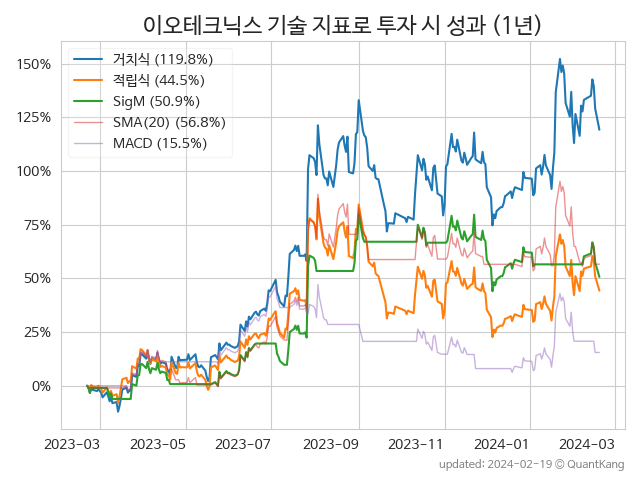 이오테크닉스 기술 지표로 투자 시 성과 (1년)
거치식 (119.8%)
적립식 (44.5%)
SigM (50.9%)
SMA(20) (56.8%)
MACD (15.5%)
150%
125%
100%
75%
50%
25%
0%
2023-03 2023-05 2023-07 2023-09 2023-11 2024-01 2024-03
updated: 2024-02-19 © QuantKang